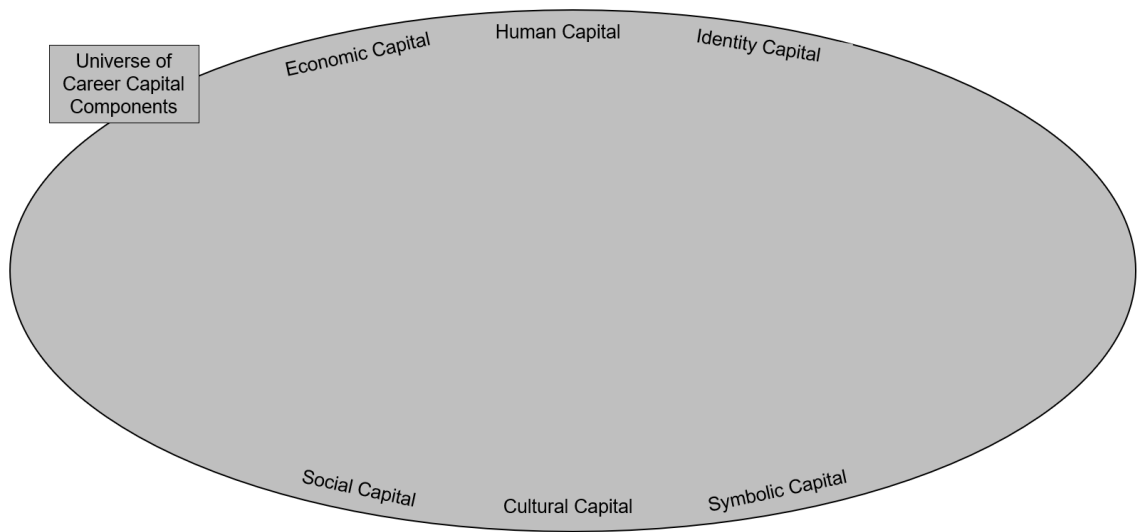 Universe of
Career Capital
Components
Economic Capital
Human Capital
Identity Capital
Social Capital
Cultural Capital
Symbolic Capital